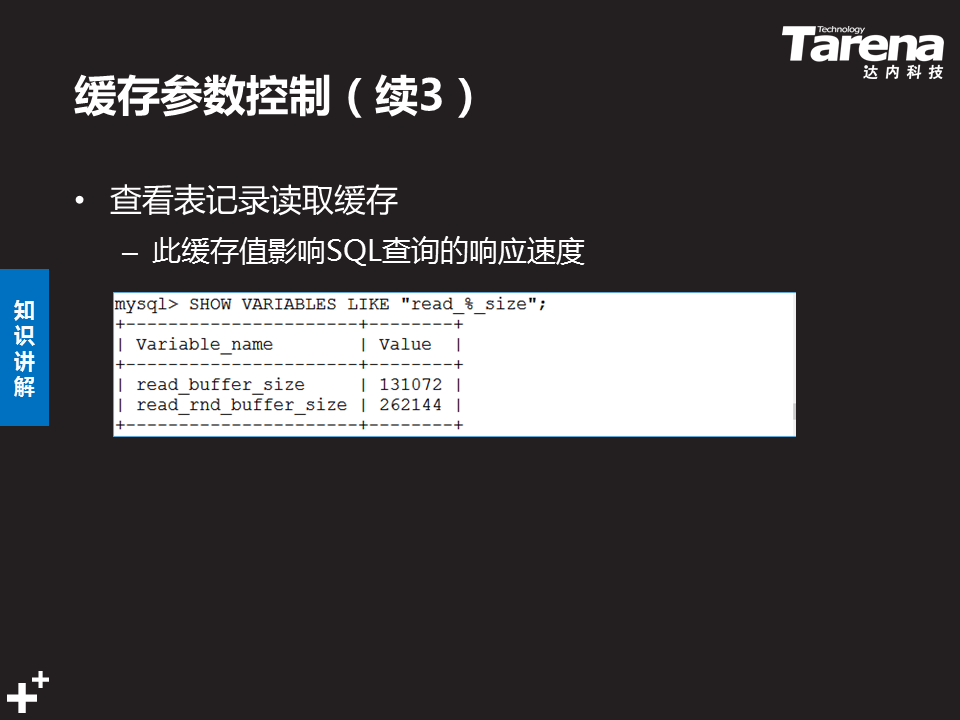 Technology
Tarena
达内科技
缓存参数控制（续3）
• 查看表记录读取缓存
– 此缓存值影响SQL查询的响应速度
知识讲解
mysql> SHOW VARIABLES LIKE "read_%_size";
+----------------------+--------+
| Variable_name        | Value  |
+----------------------+--------+
| read_buffer_size     | 131072 |
| read_rnd_buffer_size | 262144 |
+----------------------+--------+